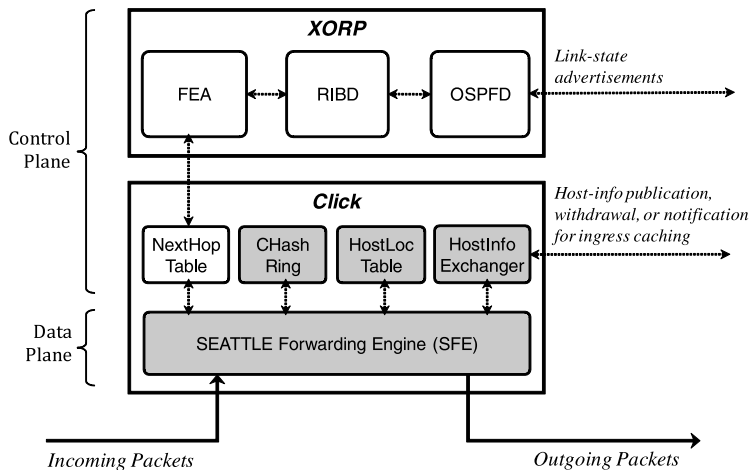 XORP
FEA
RIBD
OSPFD
Link-state
advertisements
Control
Plane
Click
NextHop
Table
CHash
Ring
HostLoc
Table
HostInfo
Exchanger
Host-info publication,
withdrawal, or notification
for ingress caching
Data
Plane
SEATTLE Forwarding Engine (SFE)
Incoming Packets
Outgoing Packets